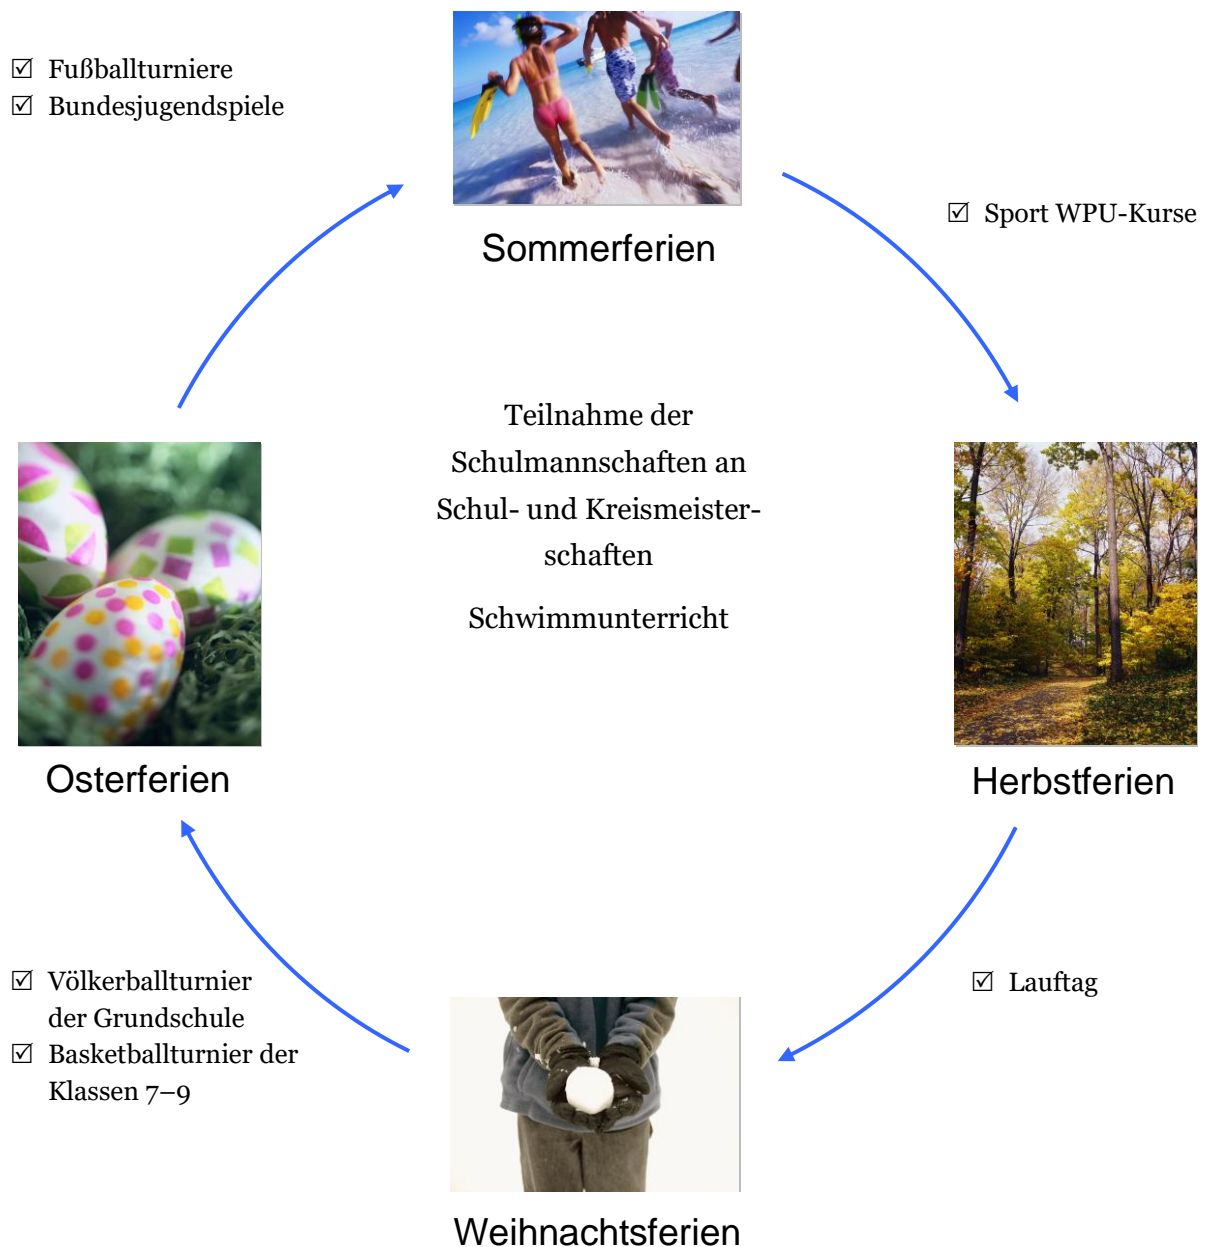 ☑ Fußballturniere
☑ Bundesjugendspiele
Sommerferien
☑ Sport WPU-Kurse
Teilnahme der
Schulmannschaften an
Schul- und Kreismeister-
schaften
Schwimmunterricht
Osterferien
Herbstferien
☑ Völkerballturnier
der Grundschule
☑ Basketballturnier der
Klassen 7–9
☑ Lauftag
Weihnachtsferien